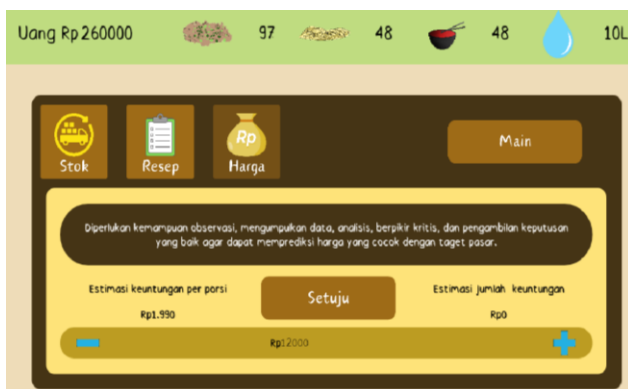 Uang Rp 260000 97 48 48 10L
Stok Resep Rp Harga Main
Diperlukan kemampuan observasi, mengumpulkan data, analisis, berpikir kritis, dan pengambilan keputusan
yang baik agar dapat memprediksi harga yang cocok dengan taget pasar.
Estimasi keuntungan per porsi
Rp1.990
Setuju
Estimasi jumlah keuntungan
Rp0
Rp12000